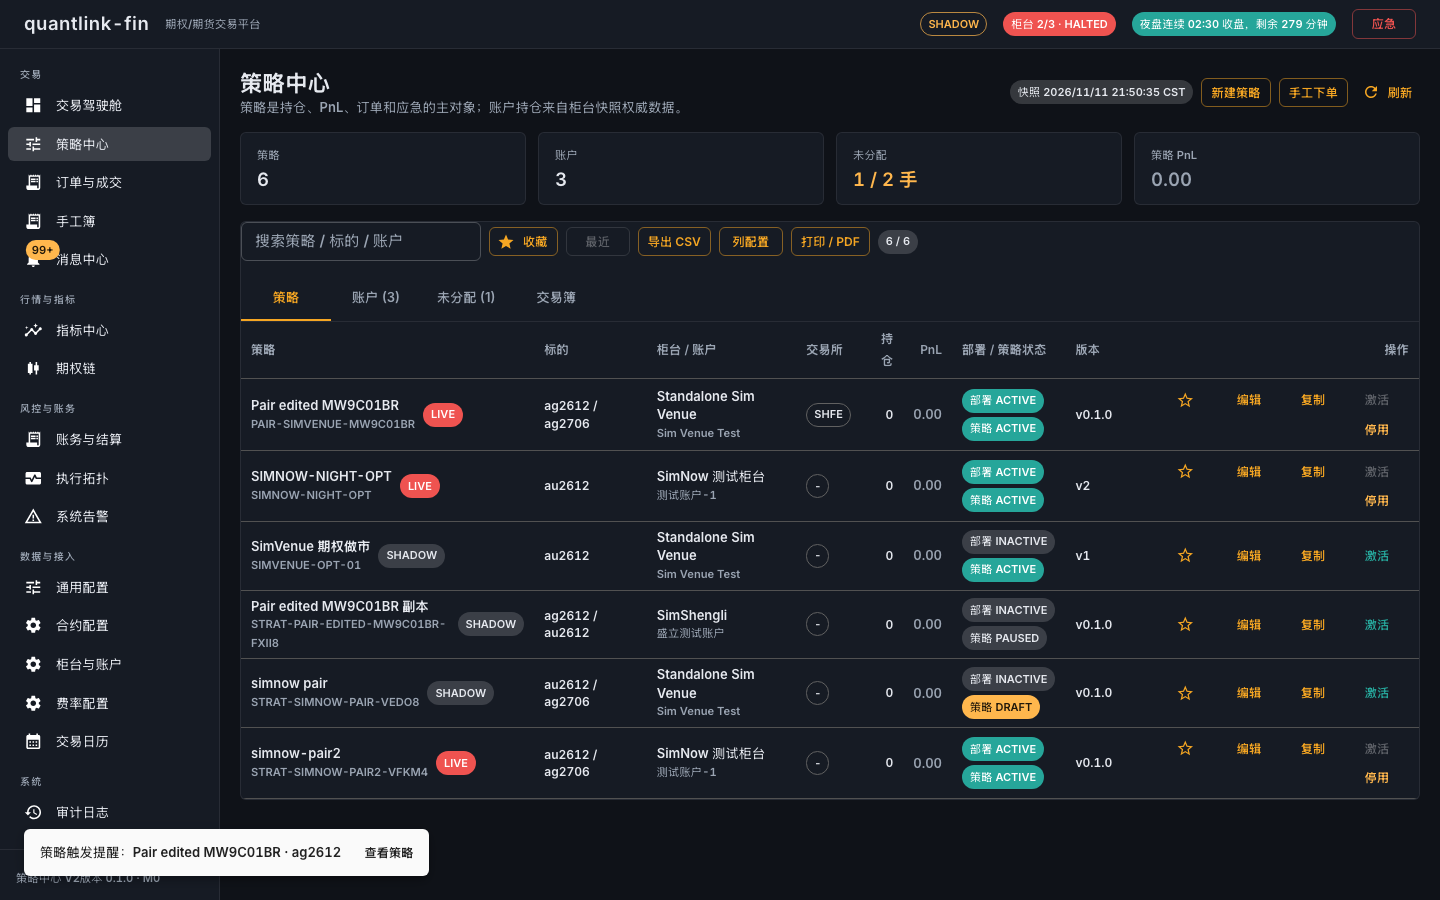 quantlink-fin 期权/期货交易平台 SHADOW 柜台 2/3 · HALTED 夜盘连续 02:30 收盘，剩余 279 分钟 应急
交易
交易驾驶舱
策略中心
订单与成交
手工簿
99+
消息中心
行情与指标
指标中心
期权链
风控与账务
账务与结算
执行拓扑
系统告警
数据与接入
通用配置
合约配置
柜台与账户
费率配置
交易日历
系统
审计日志
策略中心 V2版本 0.1.0 · M0
策略中心
策略是持仓、PnL、订单和应急的主对象；账户持仓来自柜台快照权威数据。
快照 2026/11/11 21:50:35 CST 新建策略 手工下单 刷新
策略
6
账户
3
未分配
1 / 2 手
策略 PnL
0.00
搜索策略 / 标的 / 账户 收藏 最近 导出 CSV 列配置 打印 / PDF 6 / 6
策略 账户 (3) 未分配 (1) 交易簿
策略 标的 柜台 / 账户 交易所 持仓 PnL 部署 / 策略状态 版本 操作
Pair edited MW9C01BR
PAIR-SIMVENUE-MW9C01BR
LIVE
ag2612 /
ag2706
Standalone Sim
Venue
Sim Venue Test
SHFE
0
0.00
部署 ACTIVE
策略 ACTIVE
v0.1.0
编辑 复制 激活
停用
SIMNOW-NIGHT-OPT
SIMNOW-NIGHT-OPT
LIVE
au2612
SimNow 测试柜台
测试账户-1
-
0
0.00
部署 ACTIVE
策略 ACTIVE
v2
编辑 复制 激活
停用
SimVenue 期权做市
SIMVENUE-OPT-01
SHADOW
au2612
Standalone Sim
Venue
Sim Venue Test
-
0
0.00
部署 INACTIVE
策略 ACTIVE
v1
编辑 复制 激活
Pair edited MW9C01BR 副本
STRAT-PAIR-EDITED-MW9C01BR-
FXII8
SHADOW
ag2612 /
au2612
SimShengli
盛立测试账户
-
0
0.00
部署 INACTIVE
策略 PAUSED
v0.1.0
编辑 复制 激活
simnow pair
STRAT-SIMNOW-PAIR-VEDO8
SHADOW
au2612 /
ag2706
Standalone Sim
Venue
Sim Venue Test
-
0
0.00
部署 INACTIVE
策略 DRAFT
v0.1.0
编辑 复制 激活
simnow-pair2
STRAT-SIMNOW-PAIR2-VFKM4
LIVE
au2612 /
ag2706
SimNow 测试柜台
测试账户-1
-
0
0.00
部署 ACTIVE
策略 ACTIVE
v0.1.0
编辑 复制 激活
停用
策略触发提醒：Pair edited MW9C01BR · ag2612 查看策略